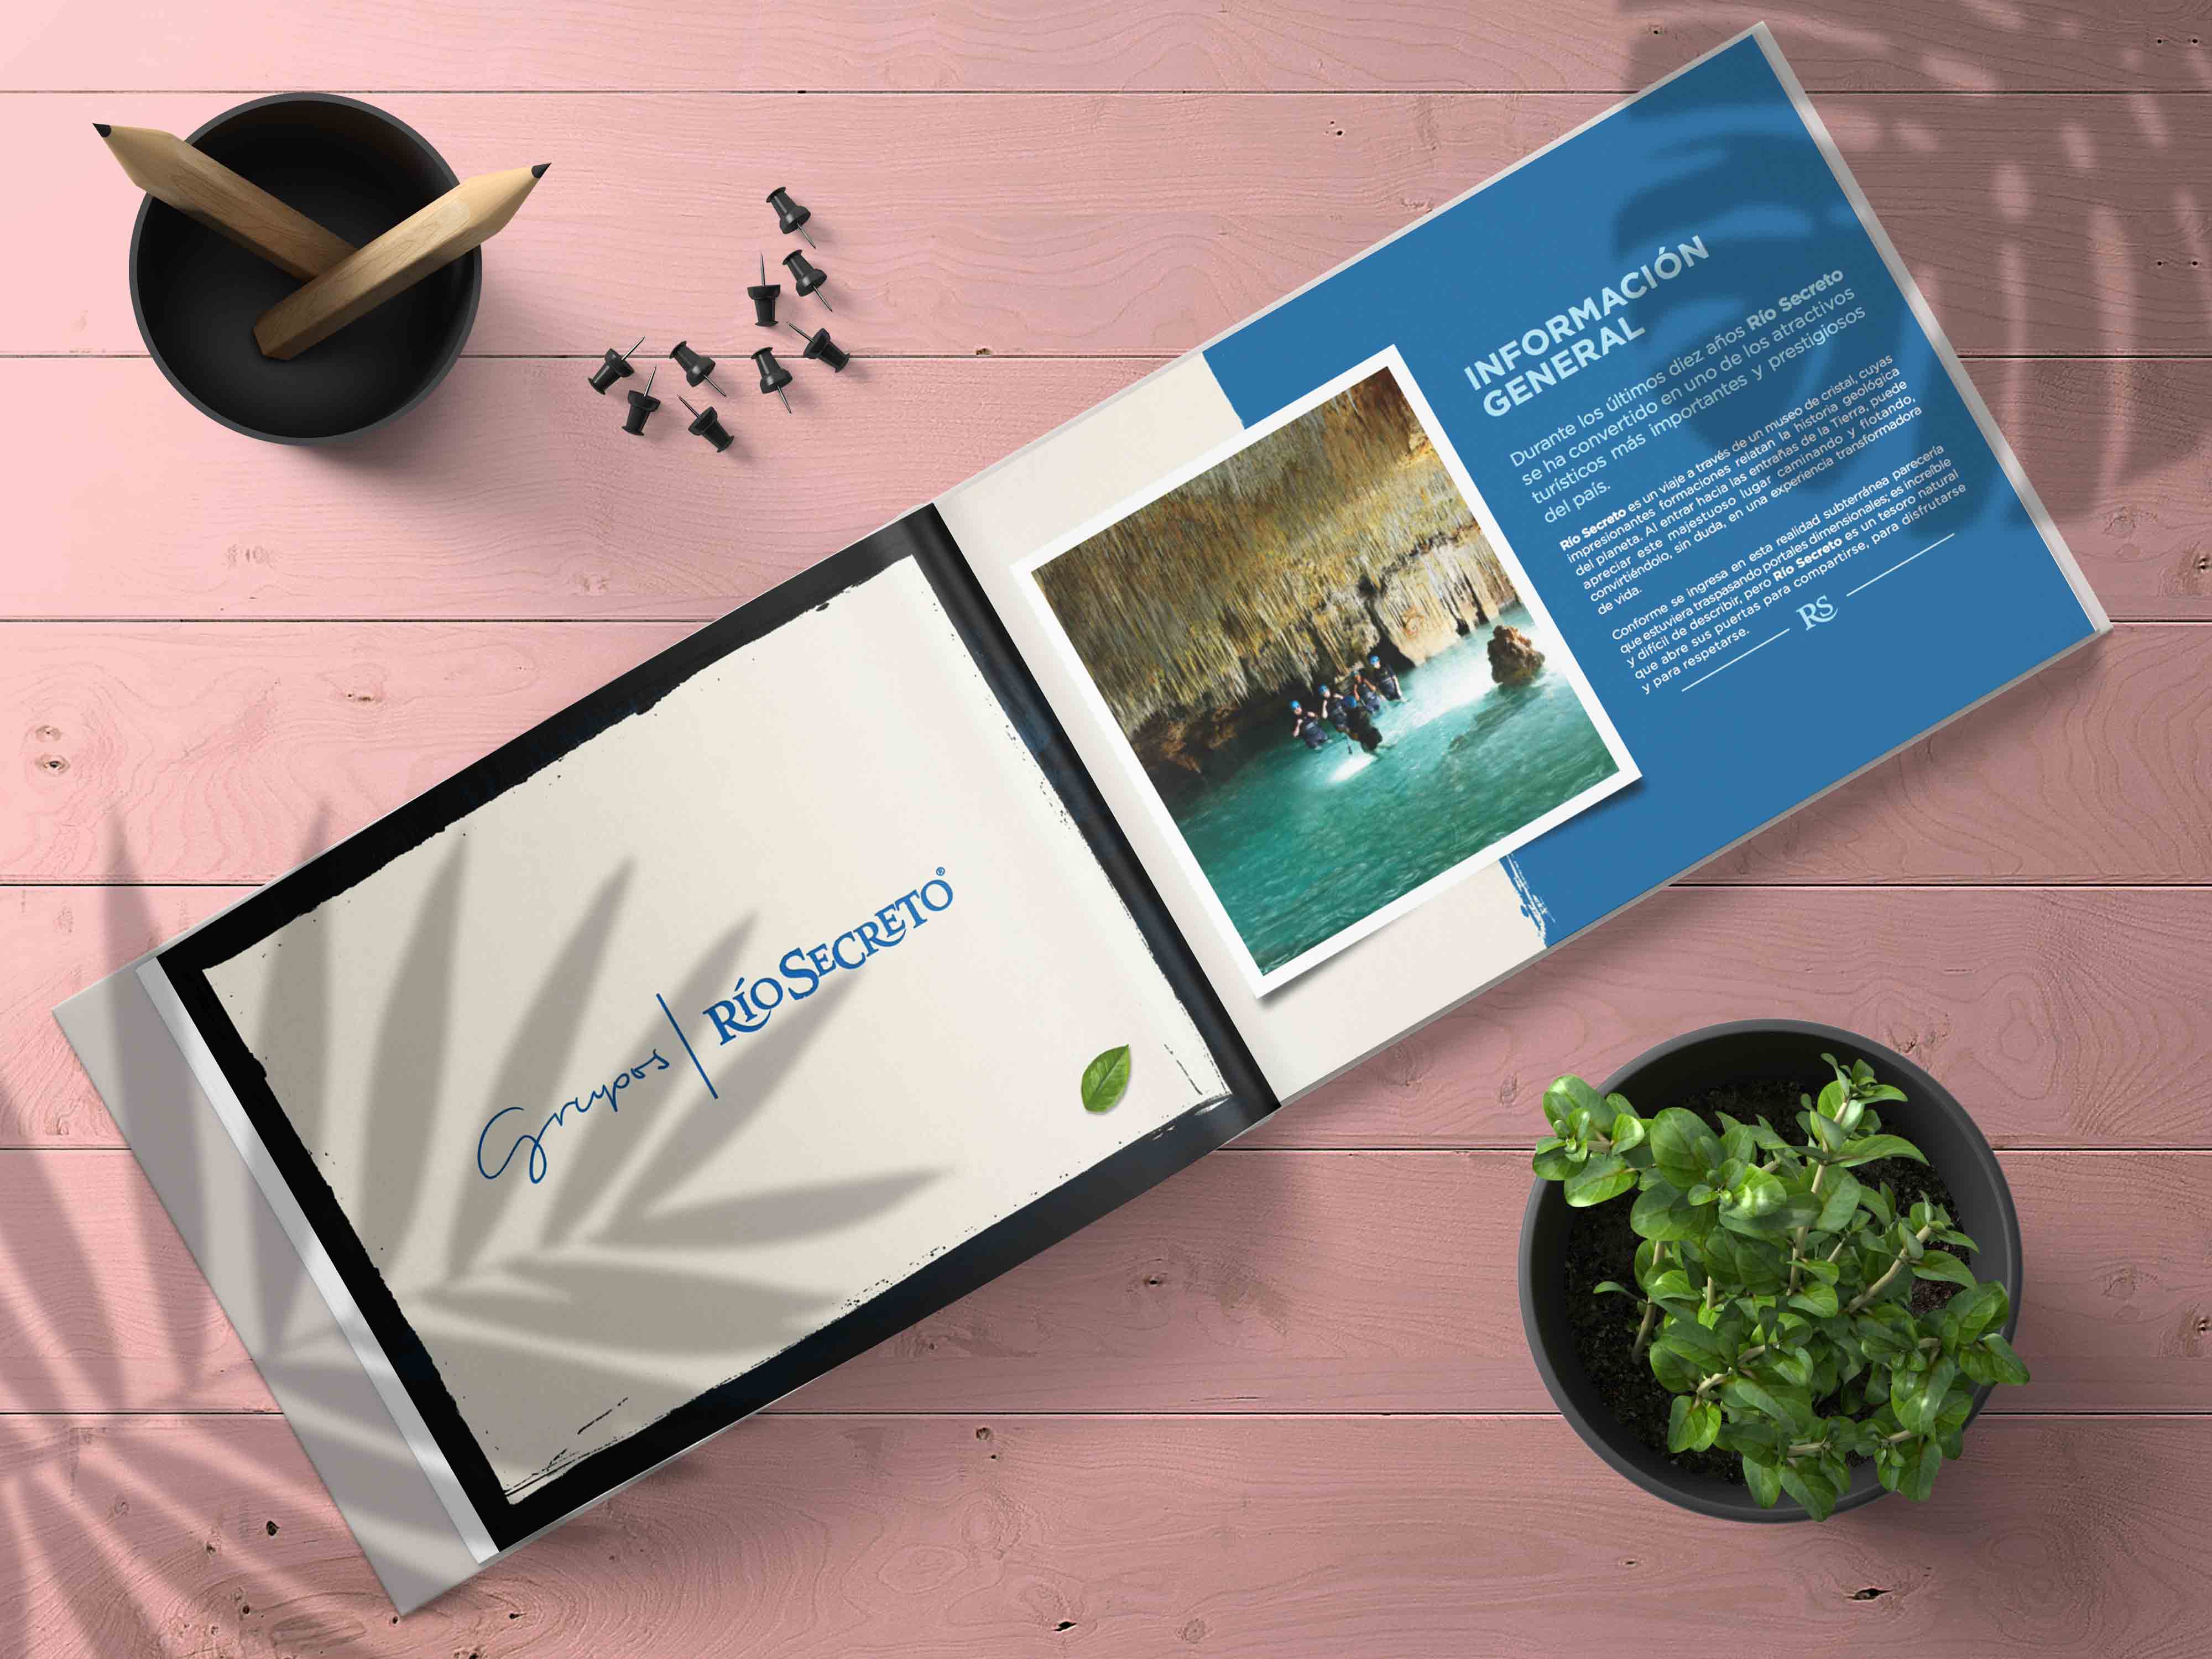 Grupos | RÍO SECRETO®
INFORMACIÓN
GENERAL
Durante los últimos diez años Río Secreto
se ha convertido en uno de los atractivos
turísticos más importantes y prestigiosos
del país.
Río Secreto es un viaje a través de un museo de cristal, cuyas
impresionantes formaciones relatan la historia geológica
del planeta. Al entrar hacia las entrañas de la Tierra, puede
apreciar este majestuoso lugar caminando y flotando,
convirtiéndolo, sin duda, en una experiencia transformadora
de vida.
Conforme se ingresa en esta realidad subterránea parecería
que estuviera traspasando portales dimensionales; es increíble
y difícil de describir, pero Río Secreto es un tesoro natural
que abre sus puertas para compartirse, para disfrutarse
y para respetarse.
RS